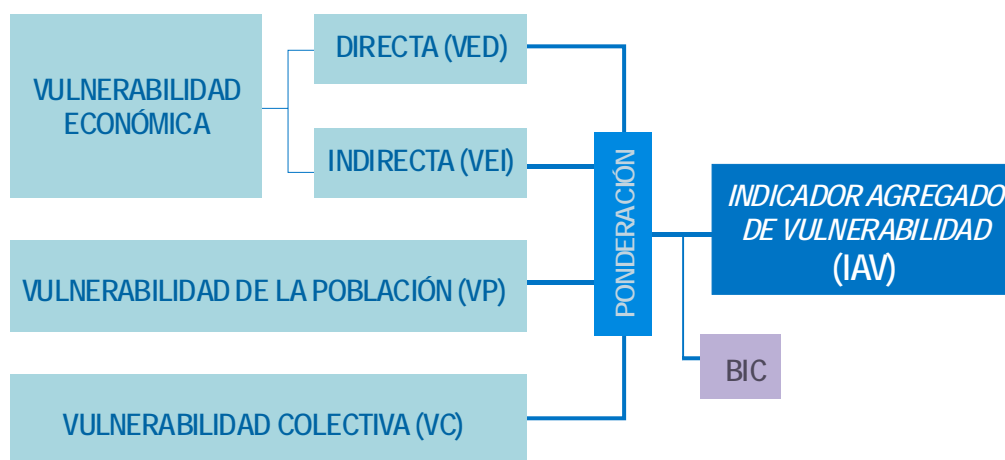 VULNERABILIDAD
ECONÓMICA
DIRECTA (VED)
INDIRECTA (VEI)
VULNERABILIDAD DE LA POBLACIÓN (VP)
VULNERABILIDAD COLECTIVA (VC)
PONDERACIÓN
INDICADOR AGREGADO
DE VULNERABILIDAD
(IAV)
BIC